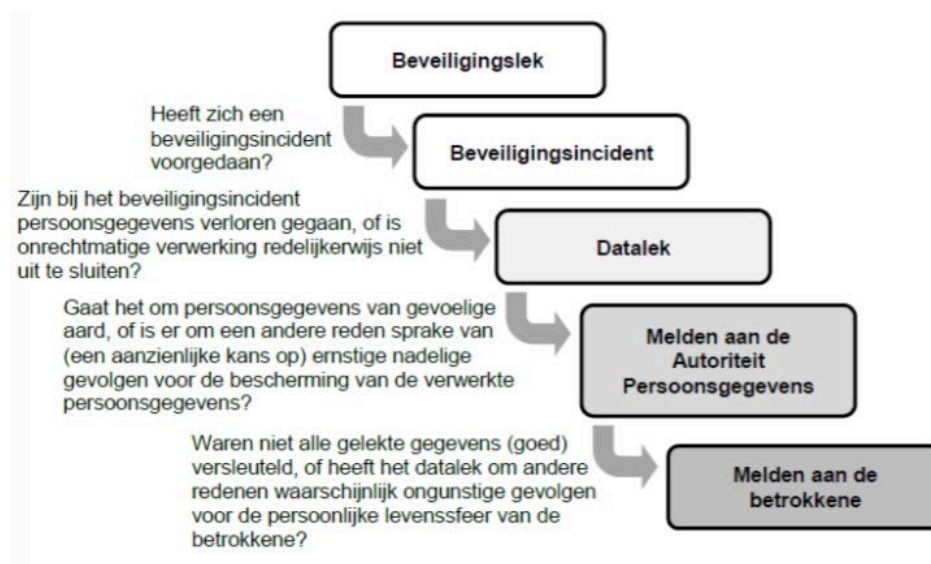 Beveiligingslek
Heeft zich een
beveiligingsincident
voorgedaan?
Beveiligingsincident
Zijn bij het beveiligingsincident
persoonsgegevens verloren gegaan, of is
onrechtmatige verwerking redelijkerwijs niet
uit te sluiten?
Datalek
Gaat het om persoonsgegevens van gevoelige
aard, of is er om een andere reden sprake van
(een aanzienlijke kans op) ernstige nadelige
gevolgen voor de bescherming van de verwerkte
persoonsgegevens?
Melden aan de
Autoriteit
Persoonsgegevens
Waren niet alle gelekte gegevens (goed)
versleuteld, of heeft het datalek om andere
redenen waarschijnlijk ongunstige gevolgen
voor de persoonlijke levenssfeer van de
betrokkene?
Melden aan de
betrokkene